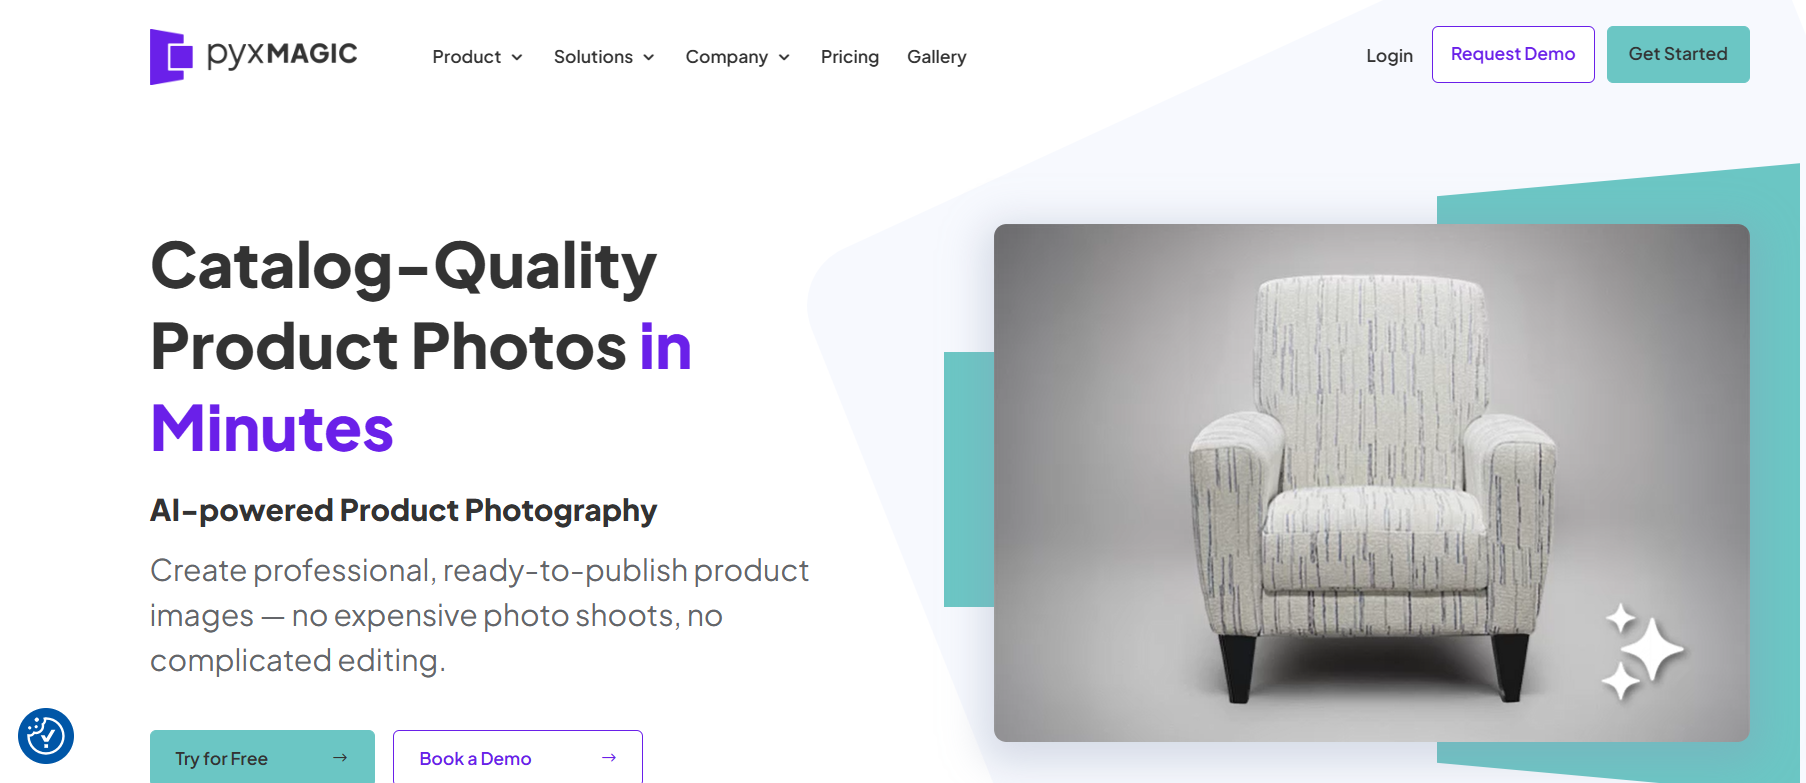 pyxMAGIC
Product
Solutions
Company
Pricing
Gallery
Login
Request Demo
Get Started
Catalog-Quality
Product Photos in
Minutes
AI-powered Product Photography
Create professional, ready-to-publish product
images — no expensive photo shoots, no
complicated editing.
Try for Free →
Book a Demo →